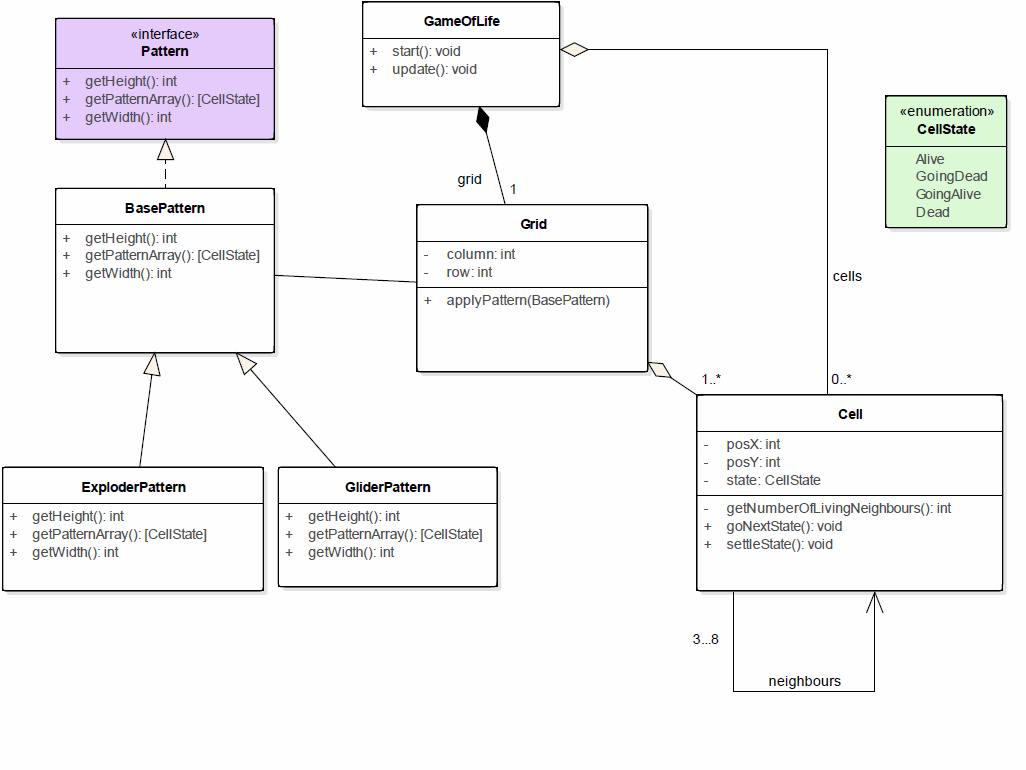 «interface»
Pattern
+ getHeight(): int
+ getPatternArray(): [CellState]
+ getWidth(): int
GameOfLife
+ start(): void
+ update(): void
«enumeration»
CellState
Alive
GoingDead
GoingAlive
Dead
grid
1
BasePattern
+ getHeight(): int
+ getPatternArray(): [CellState]
+ getWidth(): int
Grid
- column: int
- row: int
+ applyPattern(BasePattern)
cells
1..*
0..*
Cell
- posX: int
- posY: int
- state: CellState
- getNumberOfLivingNeighbours(): int
+ goNextState(): void
+ settleState(): void
ExploderPattern
+ getHeight(): int
+ getPatternArray(): [CellState]
+ getWidth(): int
GliderPattern
+ getHeight(): int
+ getPatternArray(): [CellState]
+ getWidth(): int
3...8
neighbours